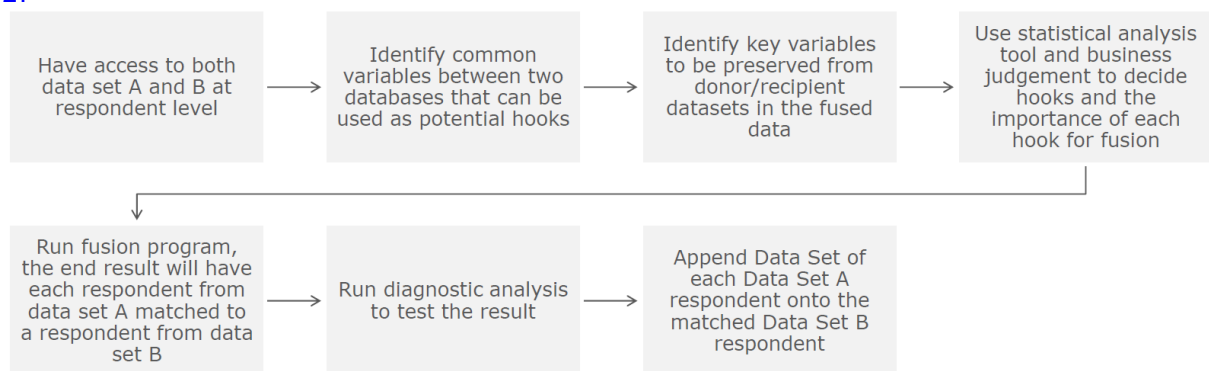 Have access to both
data set A and B at
respondent level
Identify common
variables between two
databases that can be
used as potential hooks
Identify key variables
to be preserved from
donor/recipient
datasets in the fused
data
Use statistical analysis
tool and business
judgement to decide
hooks and the
importance of each
hook for fusion
Run fusion program,
the end result will have
each respondent from
data set A matched to
a respondent from data
set B
Run diagnostic analysis
to test the result
Append Data Set of
each Data Set A
respondent onto the
matched Data Set B
respondent